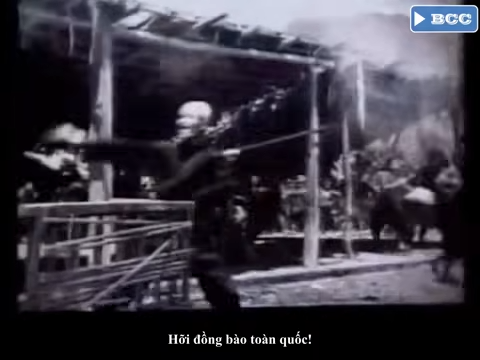 BCC
Hỡi đồng bào toàn quốc!